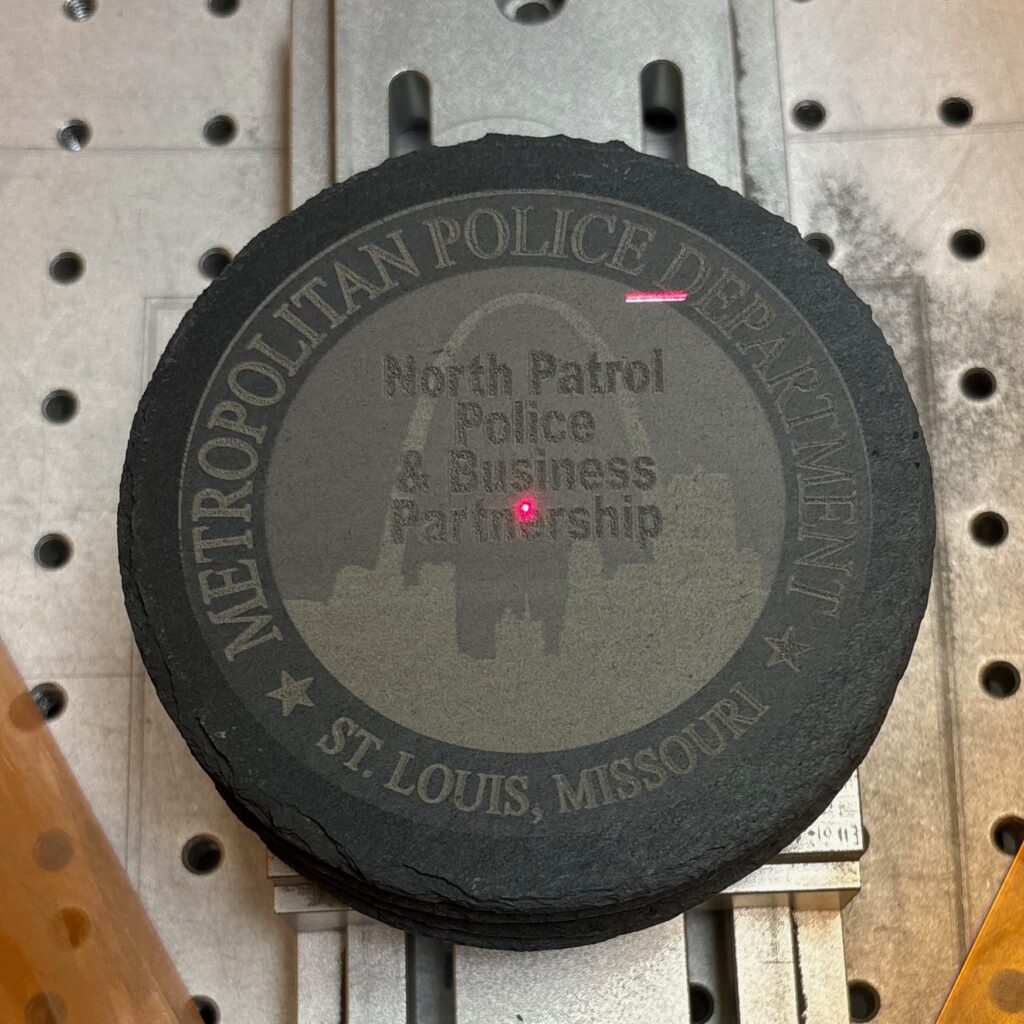 METROPOLITAN POLICE DEPARTMENT
North Patrol
Police
& Business
Partnership
ST. LOUIS, MISSOURI